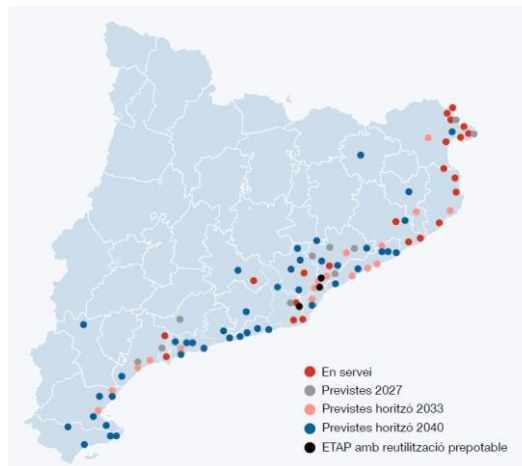 En servei
Previstes 2027
Previstes horitzó 2033
Previstes horitzó 2040
ETAP amb reutilització prepotable